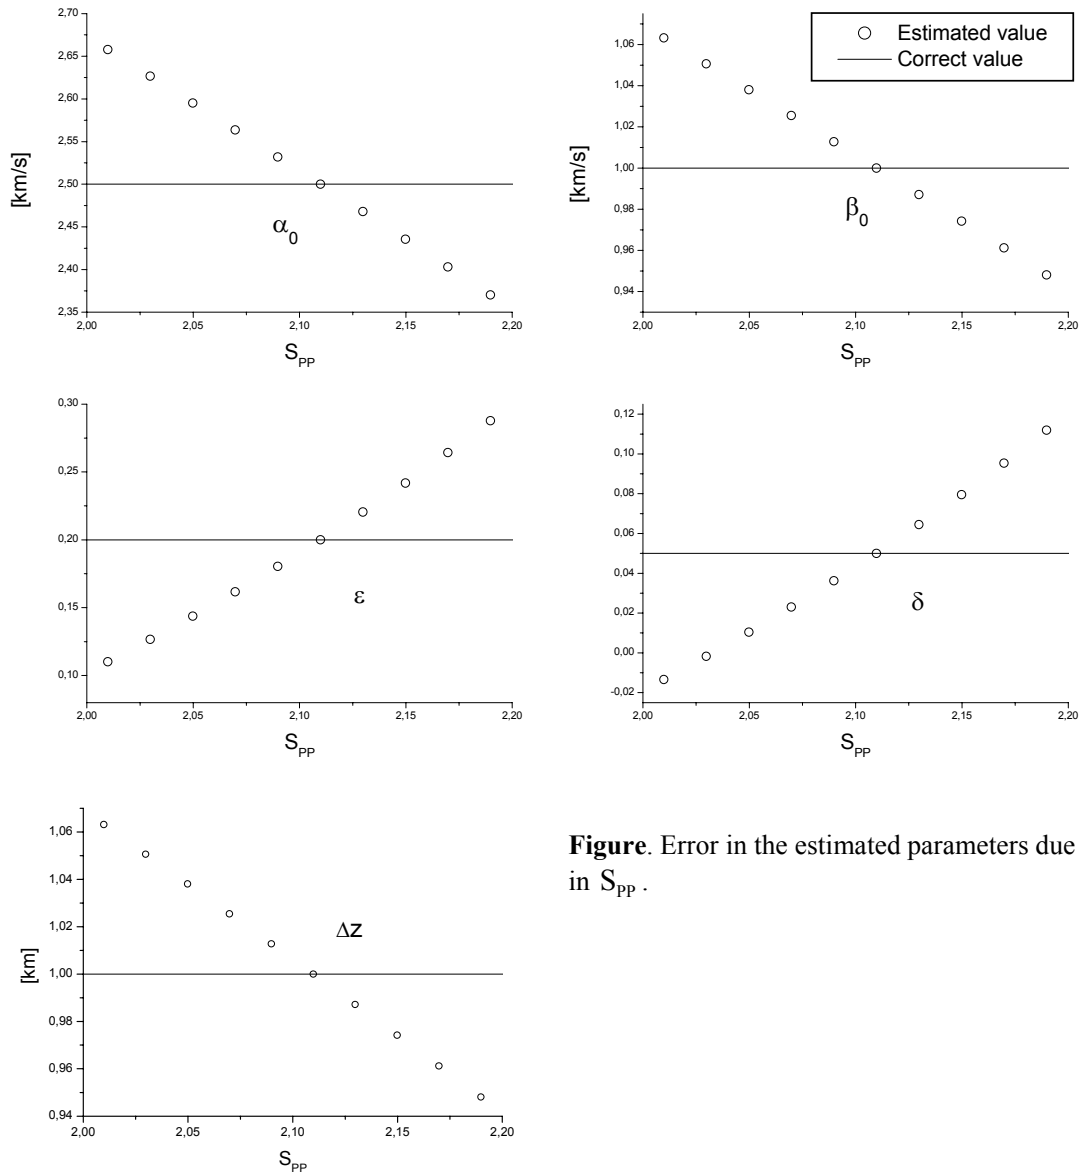 2,70
2,65
2,60
2,55
2,50
2,45
2,40
2,35
[km/s]
α0
2,00 2,05 2,10 2,15 2,20
SPP
1,06
1,04
1,02
1,00
0,98
0,96
0,94
[km/s]
Estimated value
Correct value
β0
2,00 2,05 2,10 2,15 2,20
SPP
0,30
0,25
0,20
0,15
0,10
ε
2,00 2,05 2,10 2,15 2,20
SPP
0,12
0,10
0,08
0,06
0,04
0,02
0,00
-0,02
δ
2,00 2,05 2,10 2,15 2,20
SPP
1,06
1,04
1,02
1,00
0,98
0,96
0,94
[km]
Δz
2,00 2,05 2,10 2,15 2,20
SPP
Figure. Error in the estimated parameters due
in SPP .